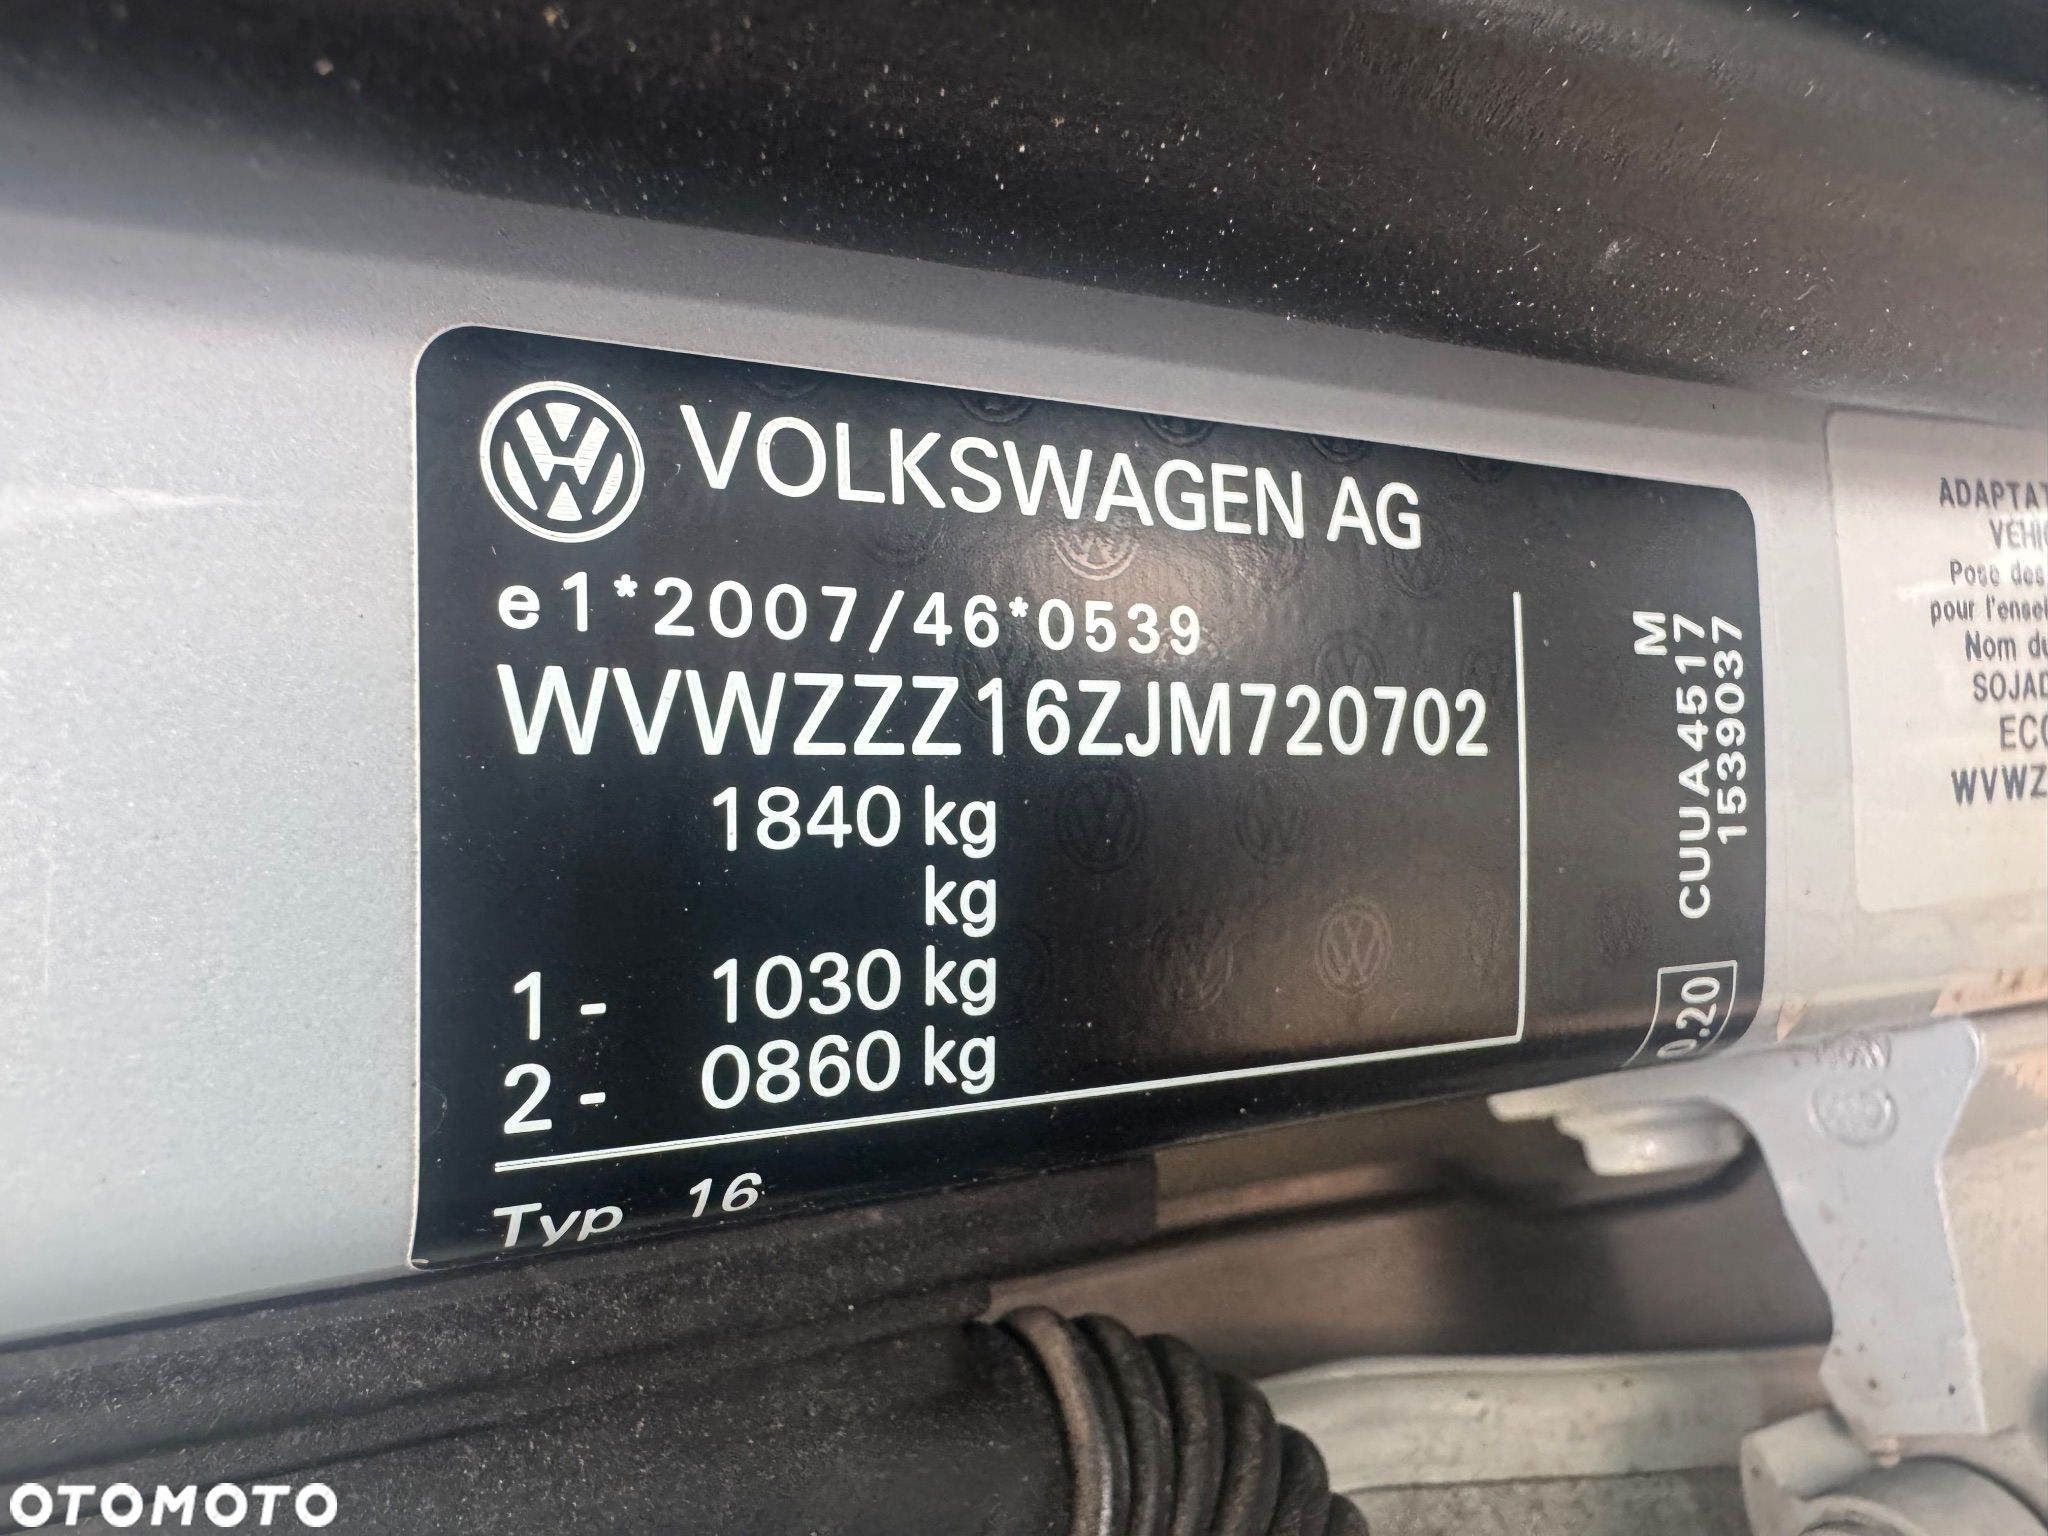 VOLKSWAGEN AG
e1*2007/46*0539
WVWZZZ16ZJM720702
1840 kg
kg
1 - 1030 kg
2 - 0860 kg
Typ 16
M
CUUA4517
1539037
0.20
ADAPTAT
VÉHIC
Pose des
pour l'ensei
Nom du
SOJAD
ECO
WVWZ
OTOMOTO